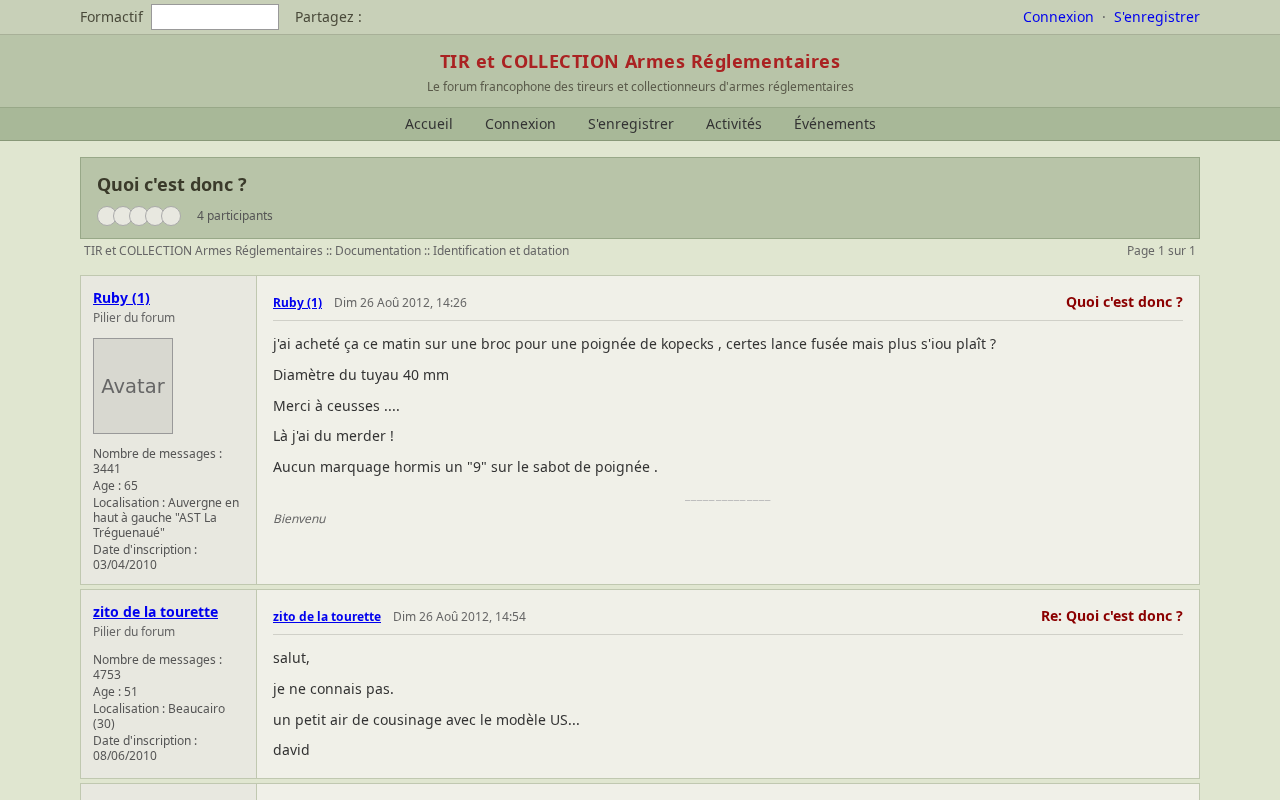 Formactif
Partagez :
Connexion · S'enregistrer
TIR et COLLECTION Armes Réglementaires
Le forum francophone des tireurs et collectionneurs d'armes réglementaires
Accueil Connexion S'enregistrer Activités Événements
Quoi c'est donc ?
4 participants
TIR et COLLECTION Armes Réglementaires :: Documentation :: Identification et datation
Page 1 sur 1
Ruby (1)
Pilier du forum
Avatar
Nombre de messages :
3441
Age : 65
Localisation : Auvergne en
haut à gauche "AST La
Tréguenaué"
Date d'inscription :
03/04/2010
Ruby (1) Dim 26 Aoû 2012, 14:26
Quoi c'est donc ?
j'ai acheté ça ce matin sur une broc pour une poignée de kopecks , certes lance fusée mais plus s'iou plaît ?
Diamètre du tuyau 40 mm
Merci à ceusses ....
Là j'ai du merder !
Aucun marquage hormis un "9" sur le sabot de poignée .
_________________
Bienvenu
zito de la tourette
Pilier du forum
Nombre de messages :
4753
Age : 51
Localisation : Beaucairo
(30)
Date d'inscription :
08/06/2010
zito de la tourette Dim 26 Aoû 2012, 14:54
Re: Quoi c'est donc ?
salut,
je ne connais pas.
un petit air de cousinage avec le modèle US...
david